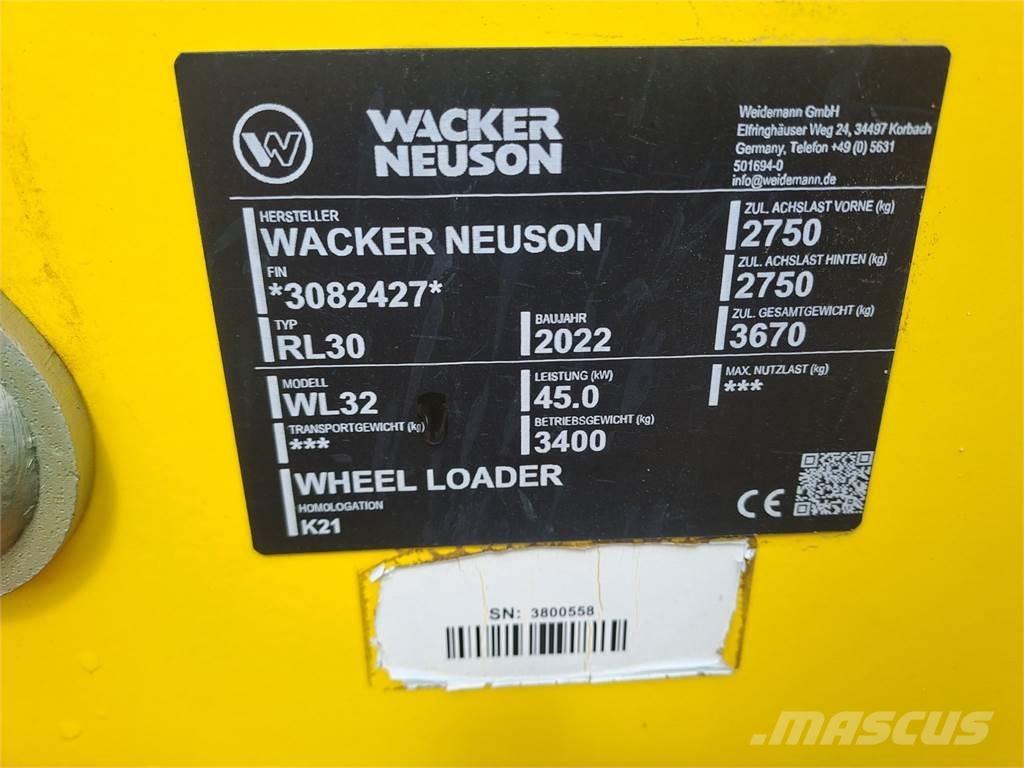 W
WACKER
NEUSON
Weidemann GmbH
Elfringhäuser Weg 24, 34497 Korbach
Germany, Telefon +49 (0) 5631
501694-0
info@weidemann.de
HERSTELLER
WACKER NEUSON
FIN
*3082427*
TYP
RL30
BAUJAHR
2022
ZUL. ACHSLAST VORNE (kg)
2750
ZUL. ACHSLAST HINTEN (kg)
2750
ZUL. GESAMTGEWICHT (kg)
3670
MODELL
WL32
TRANSPORTGEWICHT (kg)
***
LEISTUNG (kW)
45.0
BETRIEBSGEWICHT (kg)
3400
MAX. NUTZLAST (kg)
***
WHEEL LOADER
HOMOLOGATION
K21
CE
SN: 3800558
MASCUS